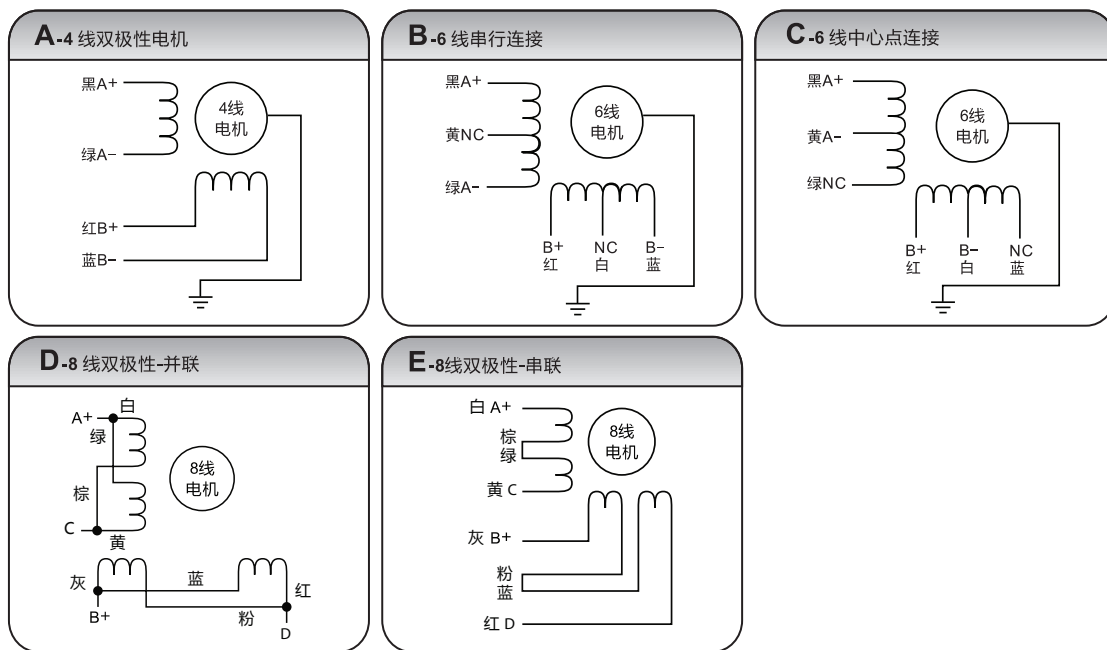 A-4 线双极性电机
黑A+
4线
电机
绿A-
红B+
蓝B-
B-6 线串行连接
黑A+
6线
电机
黄NC
绿A-
B+ NC B-
红 白 蓝
C-6 线中心点连接
黑A+
6线
电机
黄A-
绿NC
B+ B- NC
红 白 蓝
D-8 线双极性-并联
白
A+
绿
8线
电机
棕
C
黄
灰 蓝 红
B+ 粉
D
E-8线双极性-串联
白 A+
8线
电机
棕
绿
黄 C
灰 B+
粉
蓝
红 D